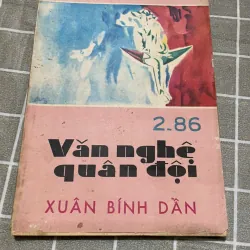 2-86
Văn nghệ
quân đội
XUÂN BÍNH DẦN